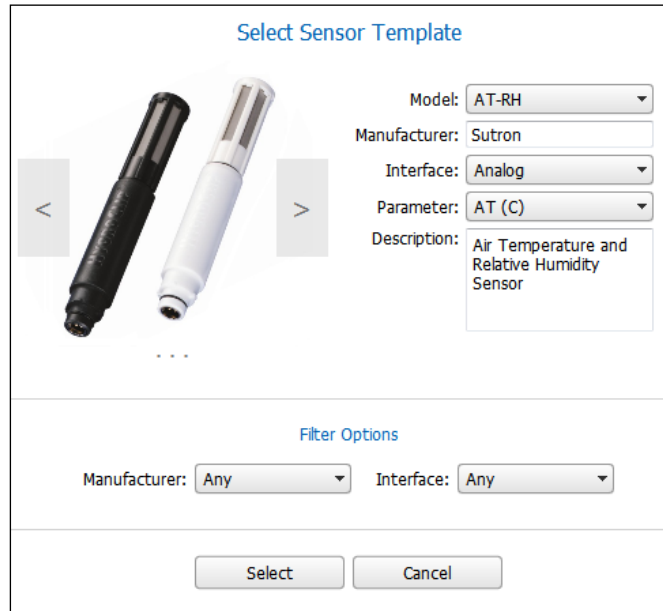 Select Sensor Template
Model: AT-RH
Manufacturer: Sutron
Interface: Analog
Parameter: AT (C)
Description: Air Temperature and
Relative Humidity
Sensor
<
>
...
Filter Options
Manufacturer: Any Interface: Any
Select Cancel